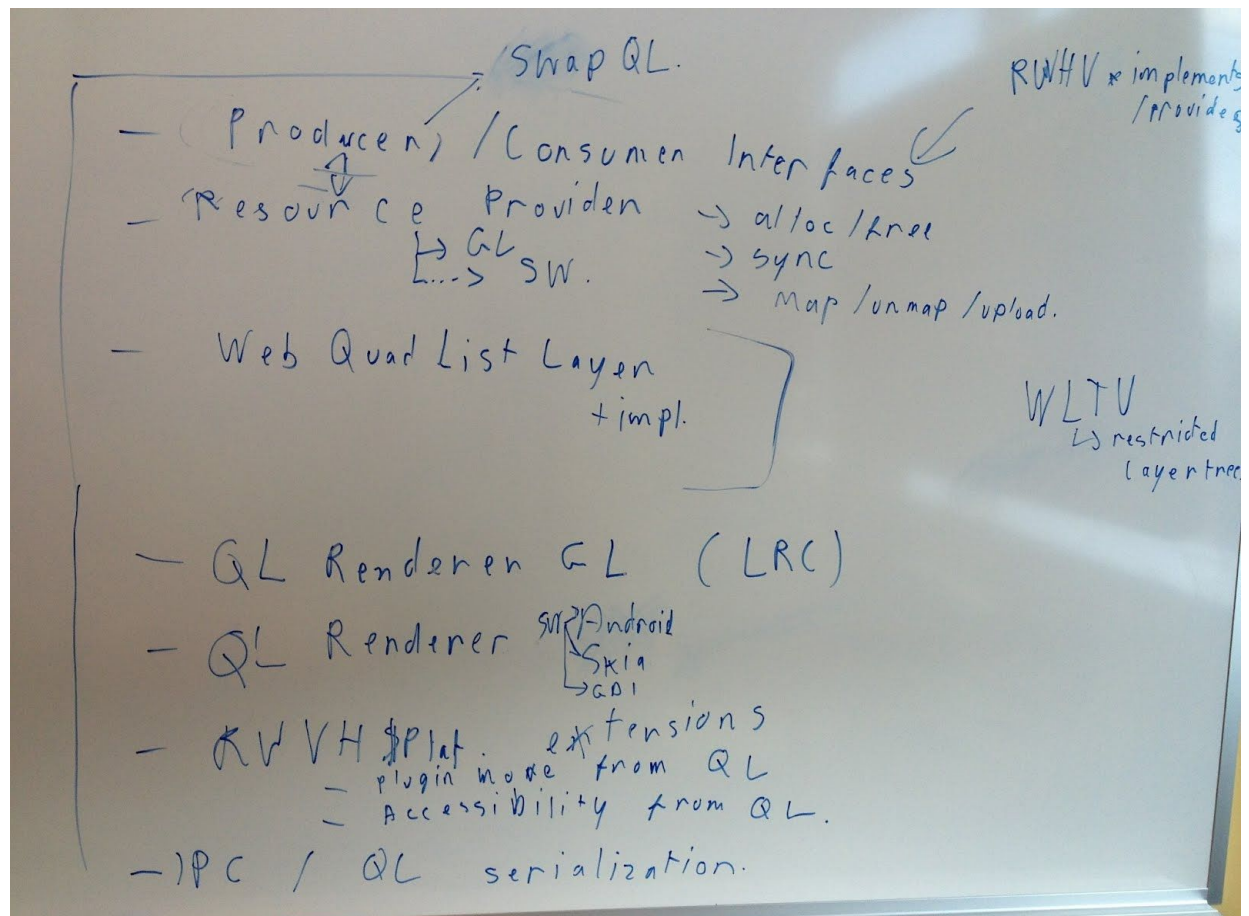 Swap QL.
RWHV * implements
/ provides
- Producer, / Consumer Interfaces
- Resource Provider → alloc / free
↳ GL → sync
↳ SW. → Map / unmap / upload.
- Web Quad List Layer
+ impl.
WLTV
↳ restricted
layer tree
- QL Renderer GL (LRC)
- QL Renderer SW → Android
→ Skia
→ GDI
- RWVH $Plat. extensions
- plugin move from QL
- Accessibility from QL.
- IPC / QL serialization.